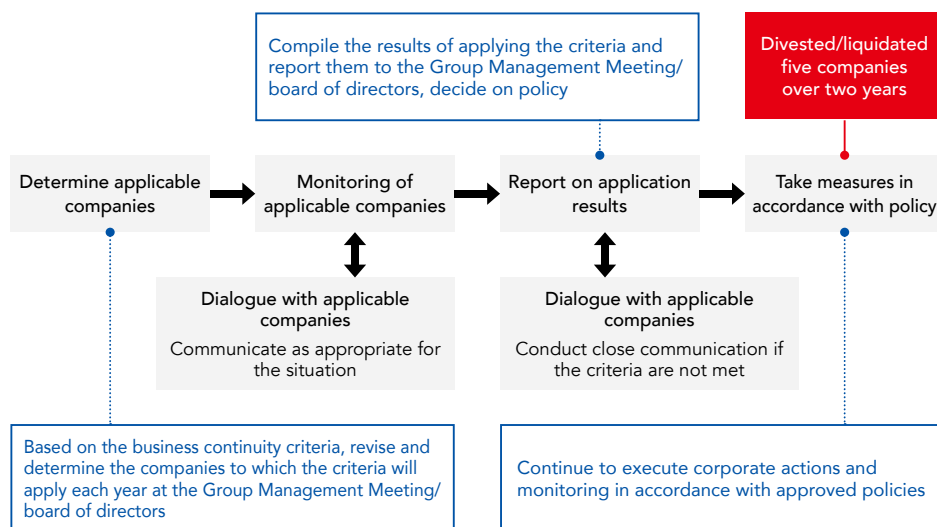 Compile the results of applying the criteria and
report them to the Group Management Meeting/
board of directors, decide on policy
Divested/liquidated
five companies
over two years
Determine applicable
companies
Monitoring of
applicable companies
Report on application
results
Take measures in
accordance with policy
Dialogue with applicable
companies
Communicate as appropriate for
the situation
Dialogue with applicable
companies
Conduct close communication if
the criteria are not met
Based on the business continuity criteria, revise and
determine the companies to which the criteria will
apply each year at the Group Management Meeting/
board of directors
Continue to execute corporate actions and
monitoring in accordance with approved policies